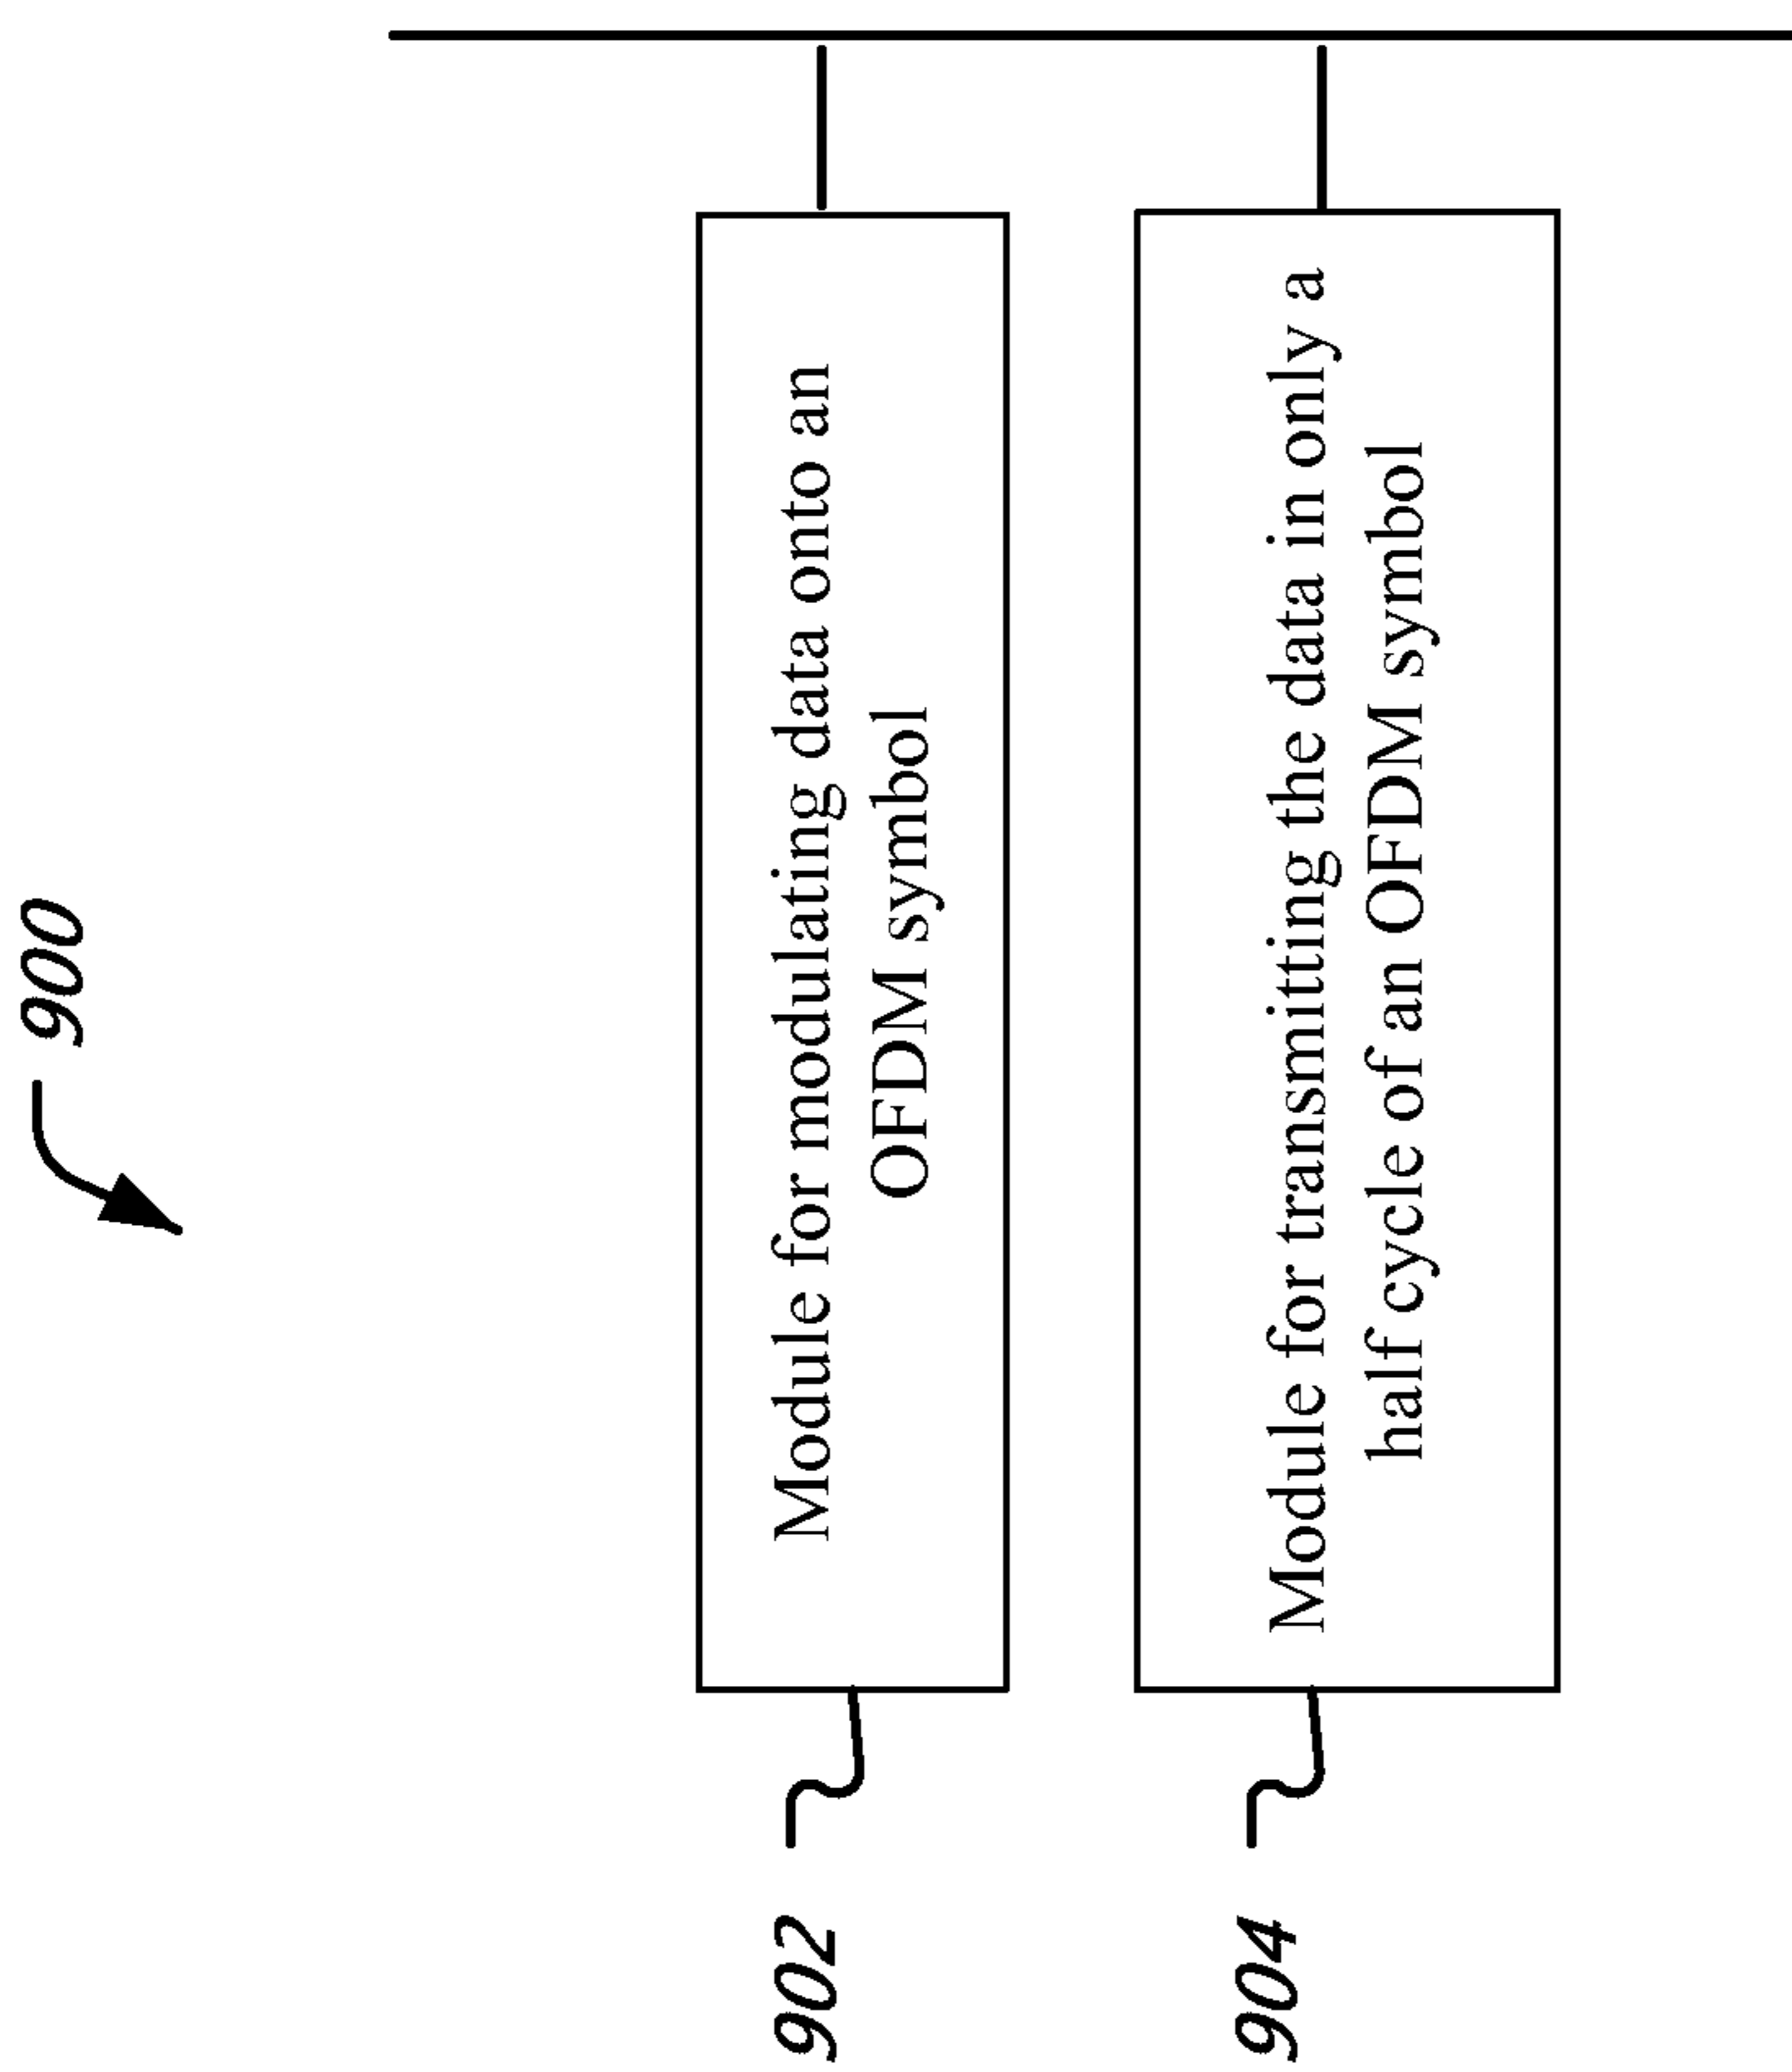 900
902
Module for modulating data onto an
OFDM symbol
904
Module for transmitting the data in only a
half cycle of an OFDM symbol